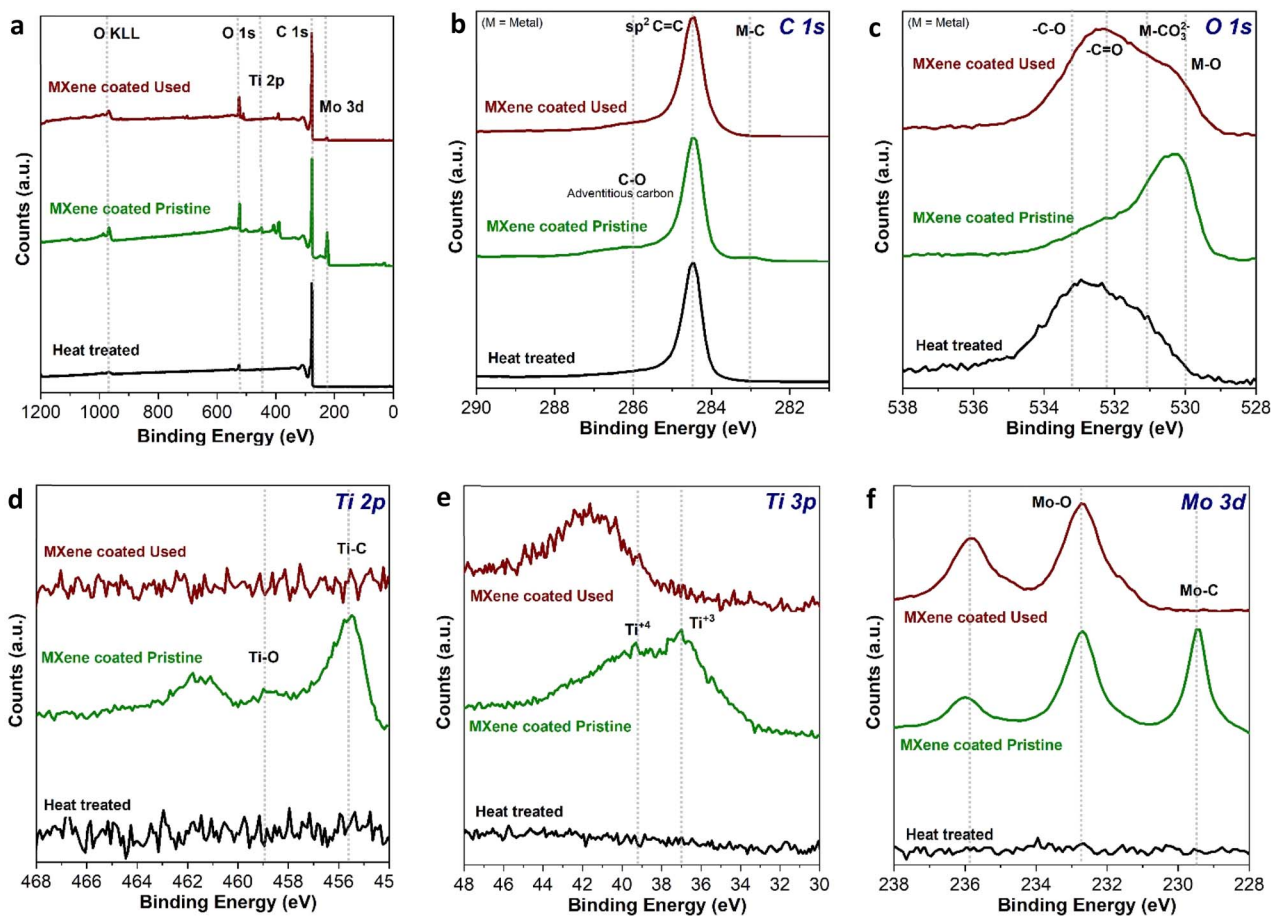 a
O KLL
O 1s
C 1s
Ti 2p
MXene coated Used
Mo 3d
MXene coated Pristine
Heat treated
Counts (a.u.)
1200 1000 800 600 400 200 0
Binding Energy (eV)
b
(M = Metal)
sp² C=C
M-C
C 1s
MXene coated Used
C-O
Adventitious carbon
MXene coated Pristine
Heat treated
Counts (a.u.)
290 288 286 284 282
Binding Energy (eV)
c
(M = Metal)
-C-O
M-CO₃²⁻
O 1s
-C=O
M-O
MXene coated Used
MXene coated Pristine
Heat treated
Counts (a.u.)
538 536 534 532 530 528
Binding Energy (eV)
d
Ti 2p
MXene coated Used
Ti-C
MXene coated Pristine
Ti-O
Heat treated
Counts (a.u.)
468 466 464 462 460 458 456 45
Binding Energy (eV)
e
Ti 3p
MXene coated Used
Ti⁺⁴
Ti⁺³
MXene coated Pristine
Heat treated
Counts (a.u.)
48 46 44 42 40 38 36 34 32 30
Binding Energy (eV)
f
Mo 3d
Mo-O
MXene coated Used
Mo-C
MXene coated Pristine
Heat treated
Counts (a.u.)
238 236 234 232 230 228
Binding Energy (eV)